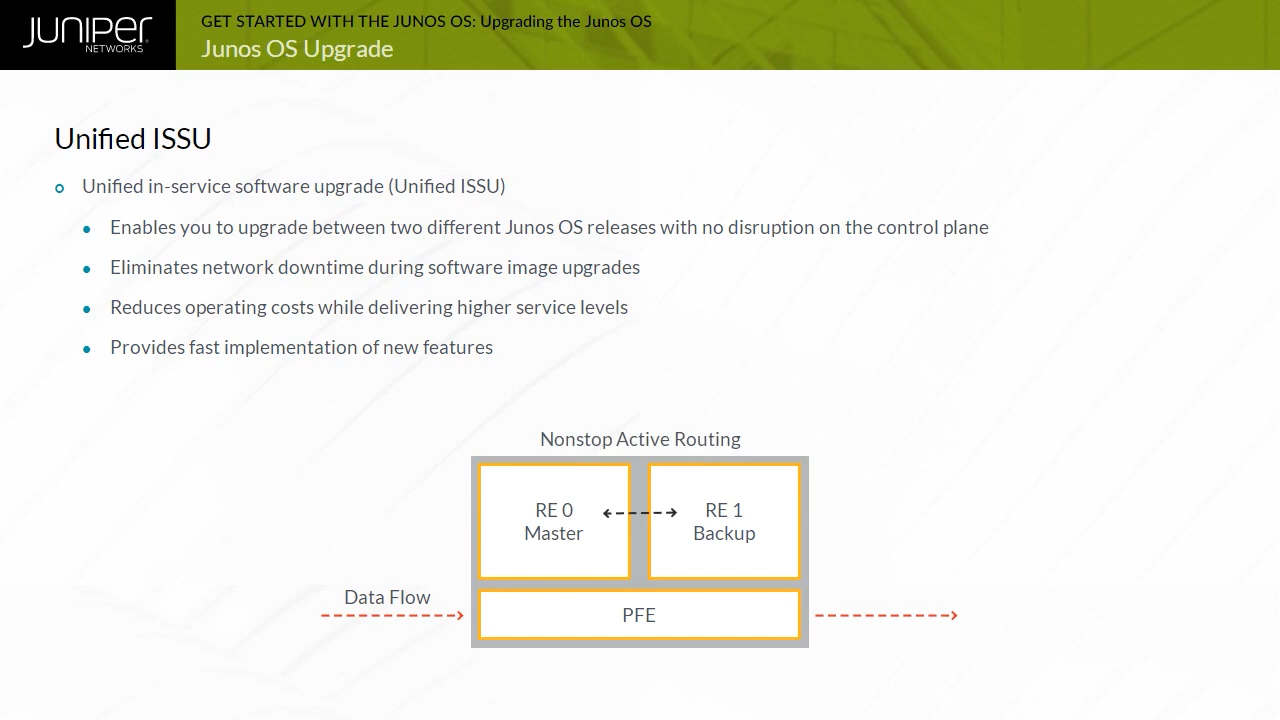 JUNIPER
NETWORKS
GET STARTED WITH THE JUNOS OS: Upgrading the Junos OS
Junos OS Upgrade
Unified ISSU
Unified in-service software upgrade (Unified ISSU)
Enables you to upgrade between two different Junos OS releases with no disruption on the control plane
Eliminates network downtime during software image upgrades
Reduces operating costs while delivering higher service levels
Provides fast implementation of new features
Nonstop Active Routing
RE 0
Master
RE 1
Backup
Data Flow
PFE